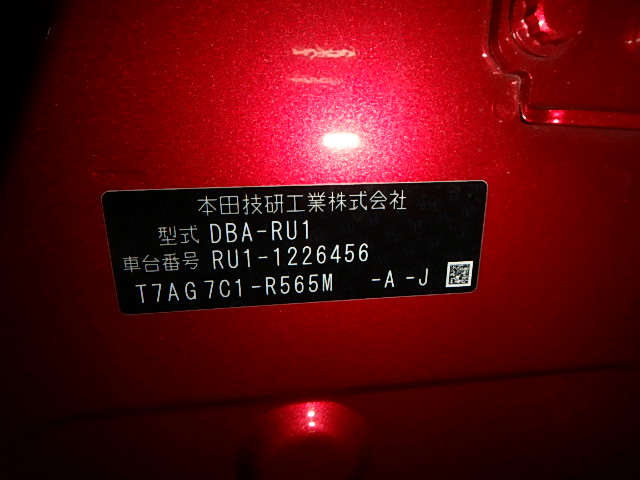 本田技研工業株式会社
型式 DBA-RU1
車台番号 RU1-1226456
T7AG7C1-R565M -A-J